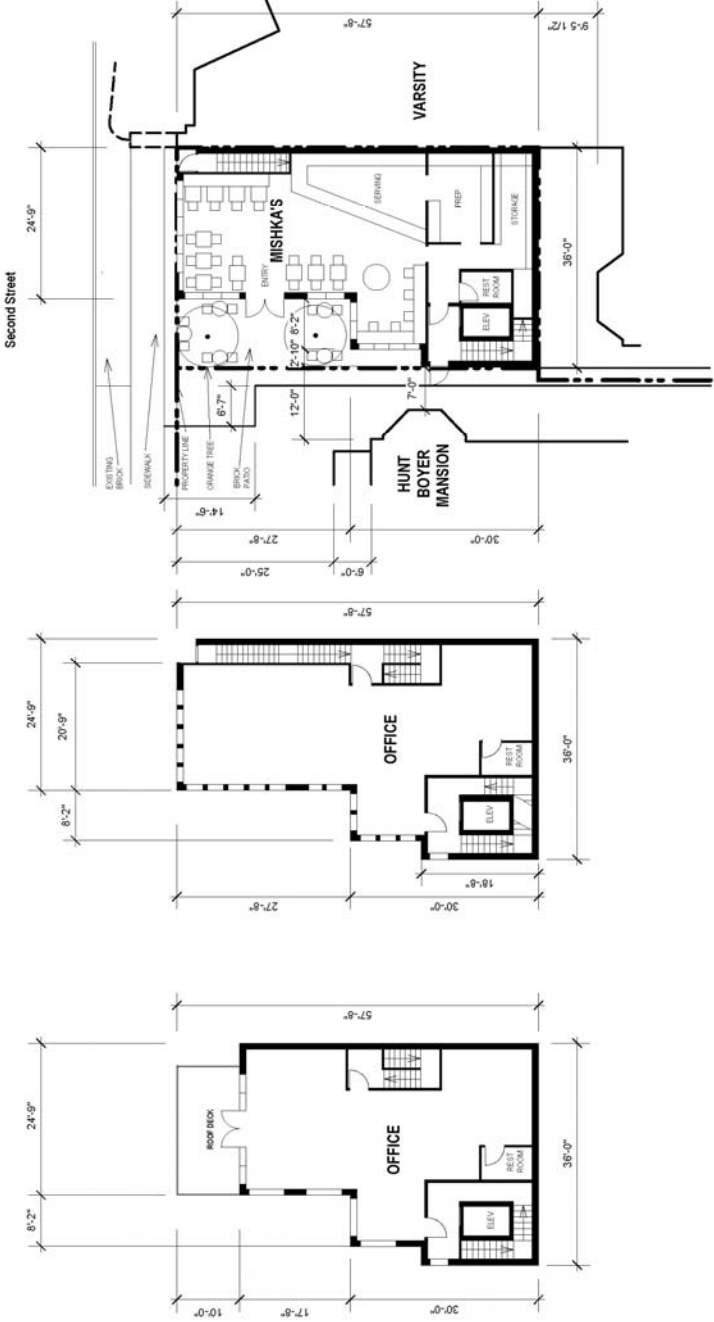 Second Street
57'-8"
9'-5 1/2"
VARSITY
24'-9"
MISHKA'S
SERVING
PREP
STORAGE
ENTRY
REST
ROOM
ELEV
36'-0"
8'-2"
2'-10"
12'-0"
7'-0"
6'-7"
EXISTING
BRICK
SIDEWALK
PROPERTY LINE
ORANGE TREE
BRICK
PATIO
HUNT
BOYER
MANSION
14'-6"
27'-8"
30'-0"
25'-0"
6'-0"
57'-8"
24'-9"
20'-9"
8'-2"
OFFICE
REST
ROOM
ELEV
36'-0"
18'-8"
27'-8"
30'-0"
57'-8"
24'-9"
8'-2"
ROOF DECK
OFFICE
REST
ROOM
ELEV
36'-0"
10'-0"
17'-8"
30'-0"